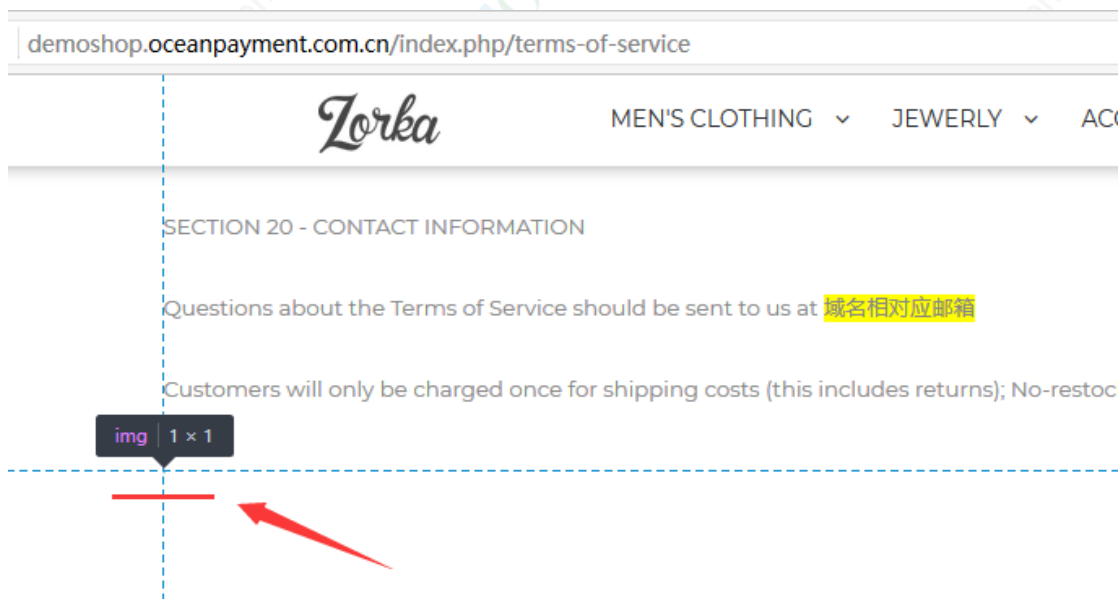 demoshop.oceanpayment.com.cn/index.php/terms-of-service
Zorka
MEN'S CLOTHING JEWERLY
SECTION 20 - CONTACT INFORMATION
Questions about the Terms of Service should be sent to us at 域名相对应邮箱
Customers will only be charged once for shipping costs (this includes returns); No-restoc
img 1 × 1